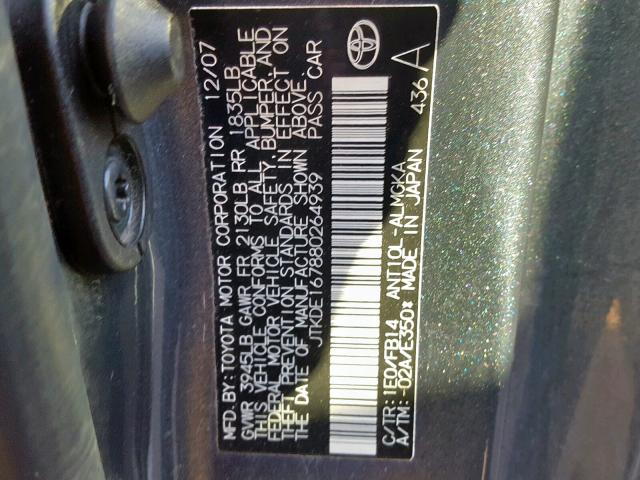 MFD. BY: TOYOTA MOTOR CORPORATION 12/07
GVWR 3945LB GAWR FR 2130LB RR 1835LB
THIS VEHICLE CONFORMS TO ALL APPLICABLE
FEDERAL MOTOR VEHICLE SAFETY, BUMPER, AND
THEFT PREVENTION STANDARDS IN EFFECT ON
THE DATE OF MANUFACTURE SHOWN ABOVE.
JTKDE167880264939 PASS CAR
C/TR: 1E0/FB14 ANT10L-ALMGKA
A/TM: -02A/E350* MADE IN JAPAN
436 A